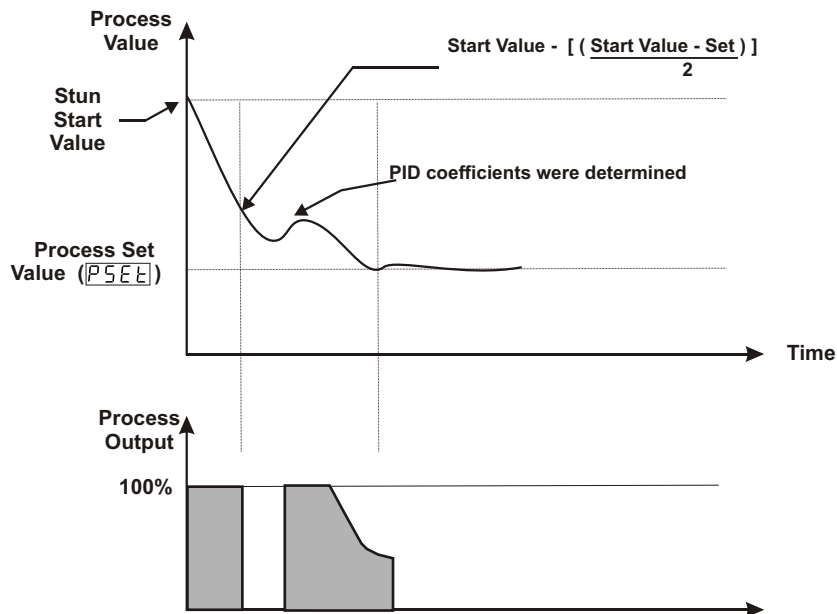 Process
Value
Start Value - [ ( Start Value - Set ) ]
2
Stun
Start
Value
PID coefficients were determined
Process Set
Value ( PSEt )
Time
Process
Output
100%